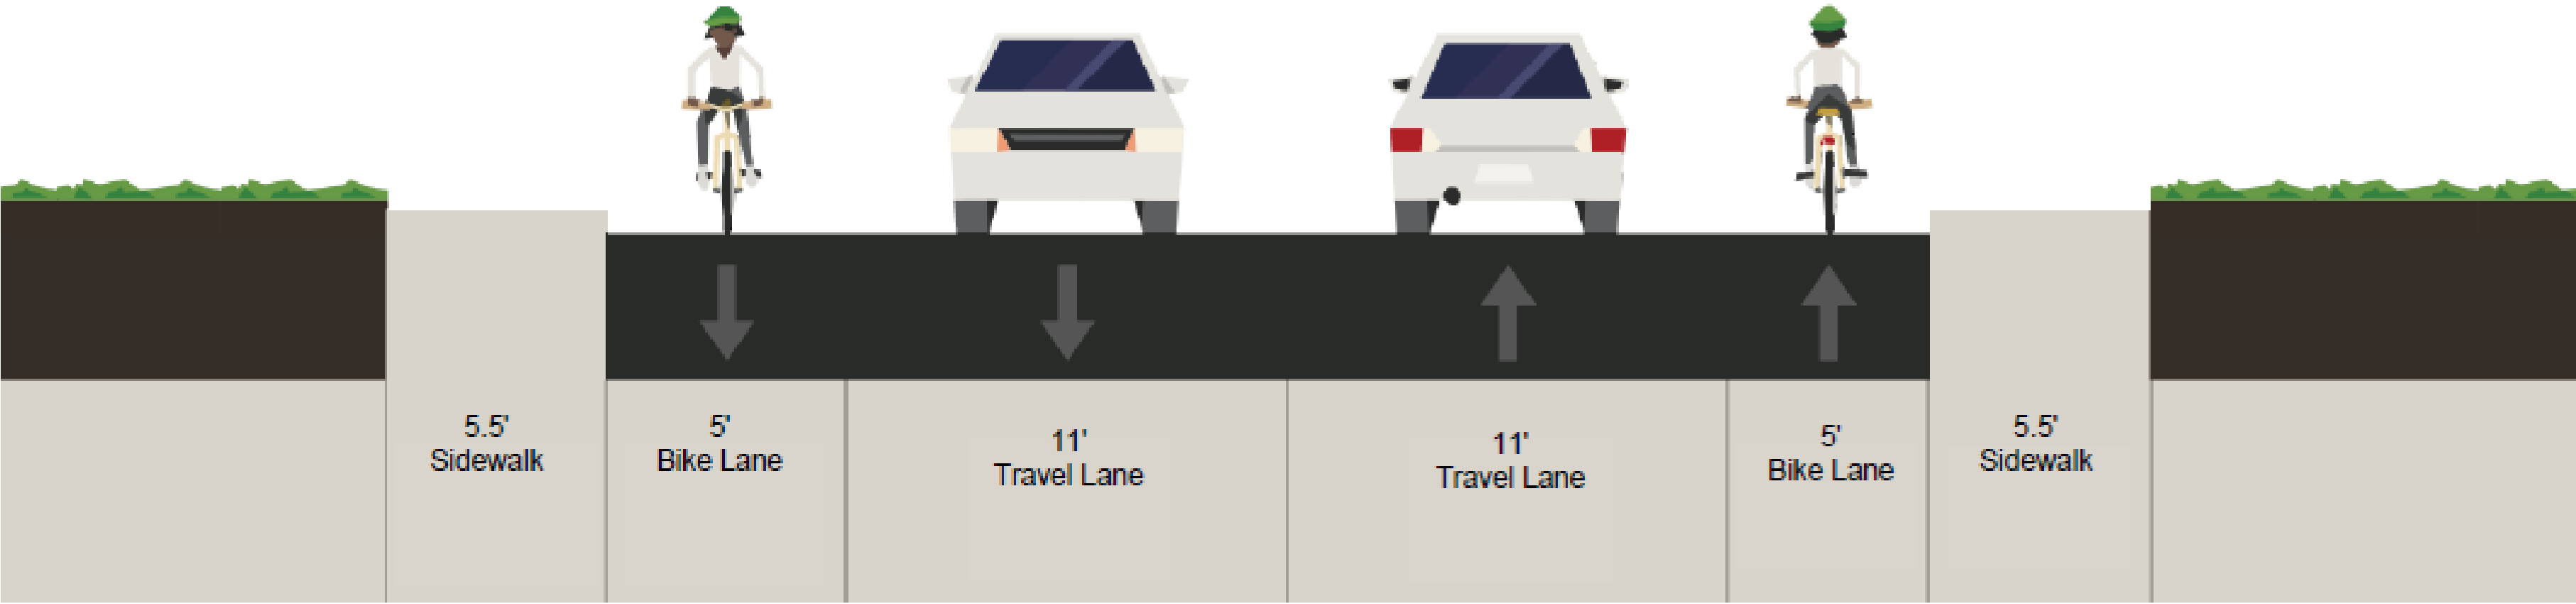 5.5'
Sidewalk
5'
Bike Lane
11'
Travel Lane
11'
Travel Lane
5'
Bike Lane
5.5'
Sidewalk